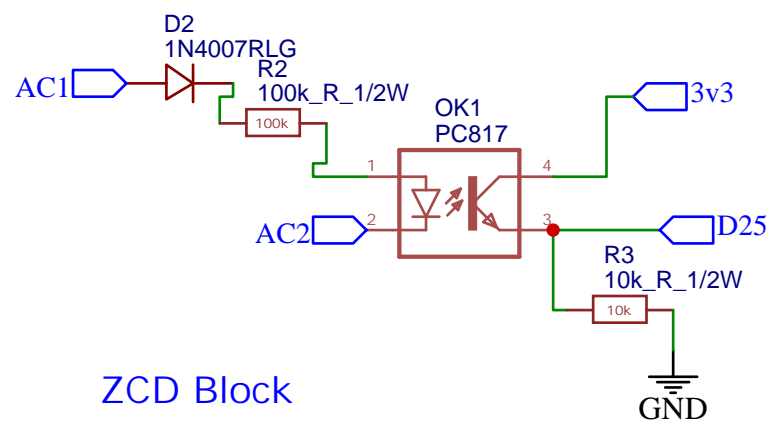 D2
1N4007RLG
AC1
R2
100k_R_1/2W
100k
OK1
PC817
3v3
1
4
AC2
2
3
D25
R3
10k_R_1/2W
10k
ZCD Block
GND